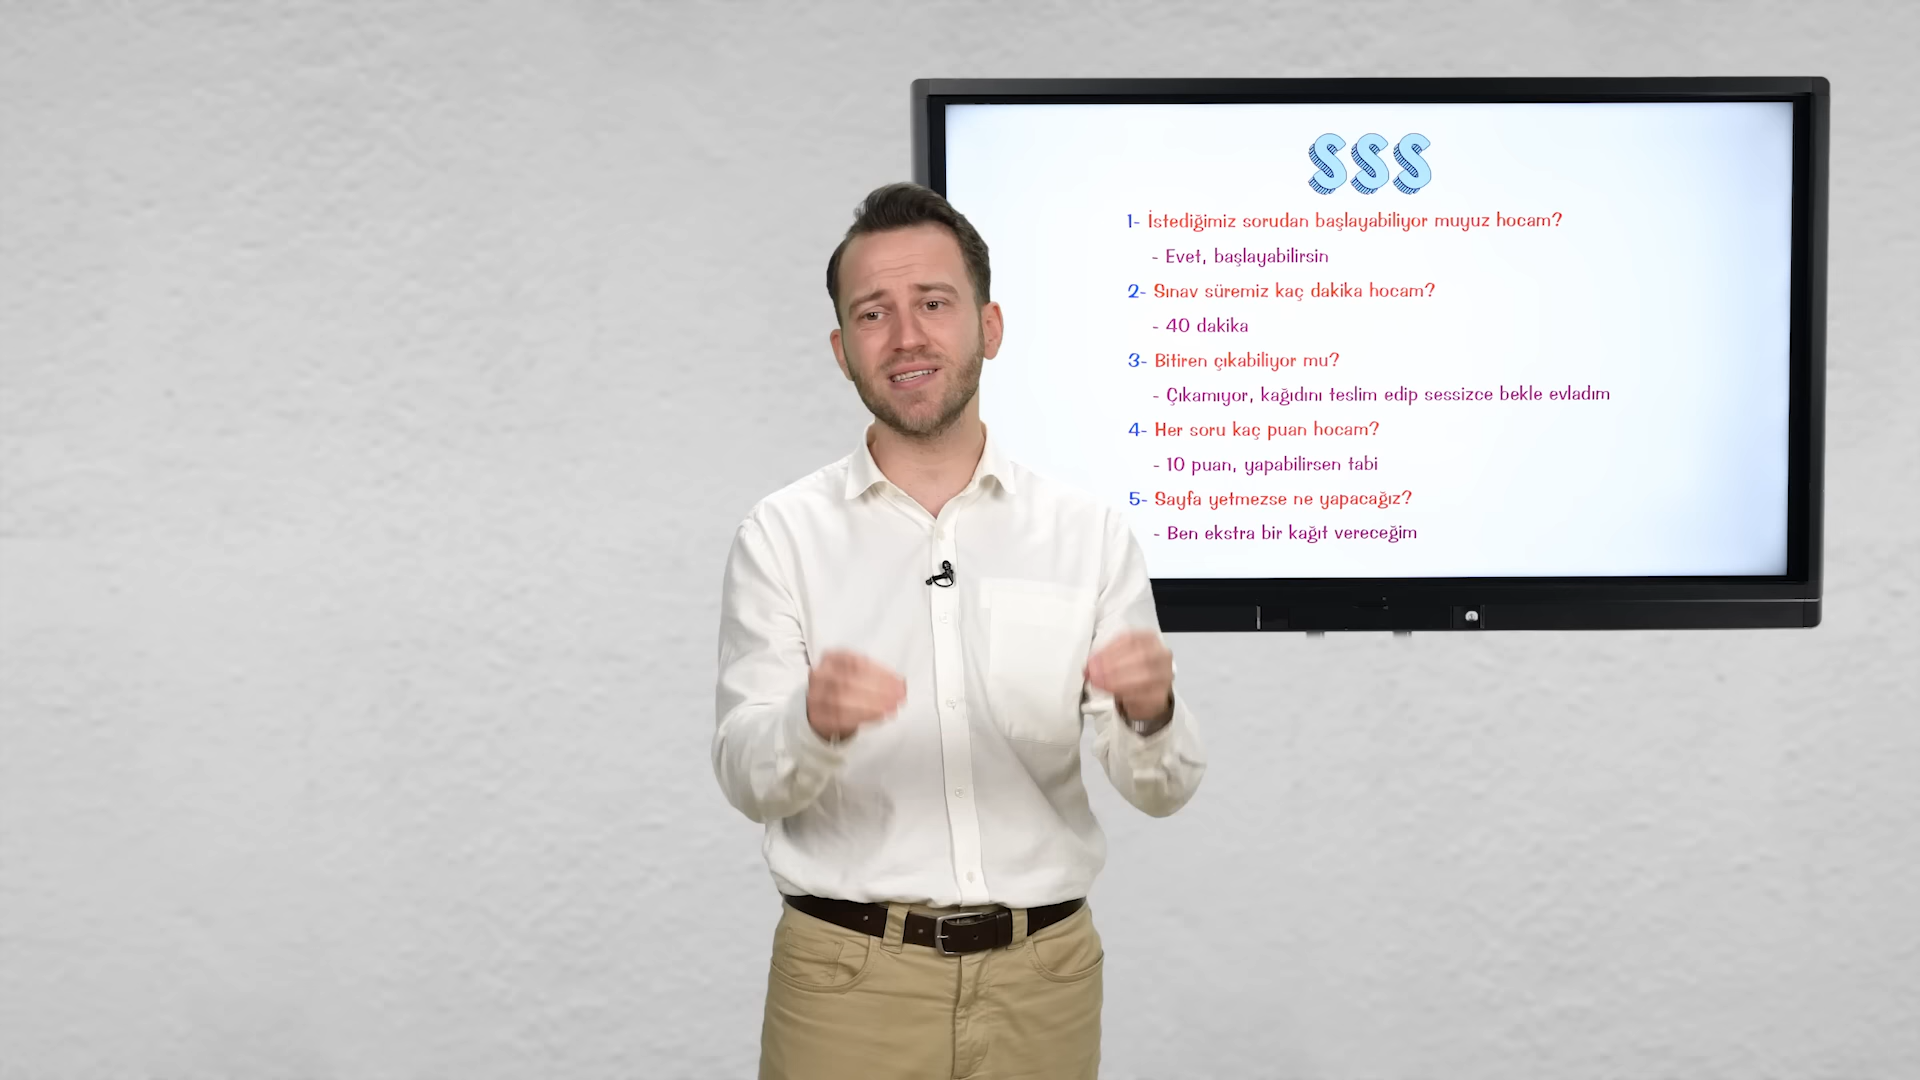 SSS
1- İstediğimiz sorudan başlayabiliyor muyuz hocam?
- Evet, başlayabilirsin
2- Sınav süremiz kaç dakika hocam?
- 40 dakika
3- Bitiren çıkabiliyor mu?
- Çıkamıyor, kağıdını teslim edip sessizce bekle evladım
4- Her soru kaç puan hocam?
- 10 puan, yapabilirsen tabi
5- Sayfa yetmezse ne yapacağız?
- Ben ekstra bir kağıt vereceğim